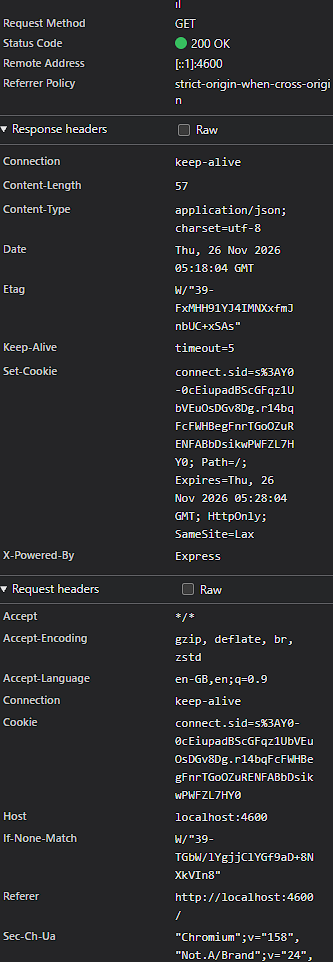 il
Request Method GET
Status Code 200 OK
Remote Address [::1]:4600
Referrer Policy strict-origin-when-cross-origi
n
Response headers Raw
Connection keep-alive
Content-Length 57
Content-Type application/json;
charset=utf-8
Date Thu, 26 Nov 2026
05:18:04 GMT
Etag W/"39-
FxMHH91YJ4IMNXxfmJ
nbUC+xSAs"
Keep-Alive timeout=5
Set-Cookie connect.sid=s%3AY0
-0cEiupadBScGFqz1U
bVEuOsDGv8Dg.r14bq
FcFWHBegFnrTGoOZuR
ENFABbDsikwPWFZL7H
Y0; Path=/;
Expires=Thu, 26
Nov 2026 05:28:04
GMT; HttpOnly;
SameSite=Lax
X-Powered-By Express
Request headers Raw
Accept */*
Accept-Encoding gzip, deflate, br,
zstd
Accept-Language en-GB,en;q=0.9
Connection keep-alive
Cookie connect.sid=s%3AY0-
0cEiupadBScGFqz1UbVEu
OsDGv8Dg.r14bqFcFWHBe
gFnrTGoOZuRENFABbDsik
wPWFZL7HY0
Host localhost:4600
If-None-Match W/"39-
TGbW/lYgjjClYGf9aD+8N
XkVIn8"
Referer http://localhost:4600
/
Sec-Ch-Ua "Chromium";v="158",
"Not.A/Brand";v="24",